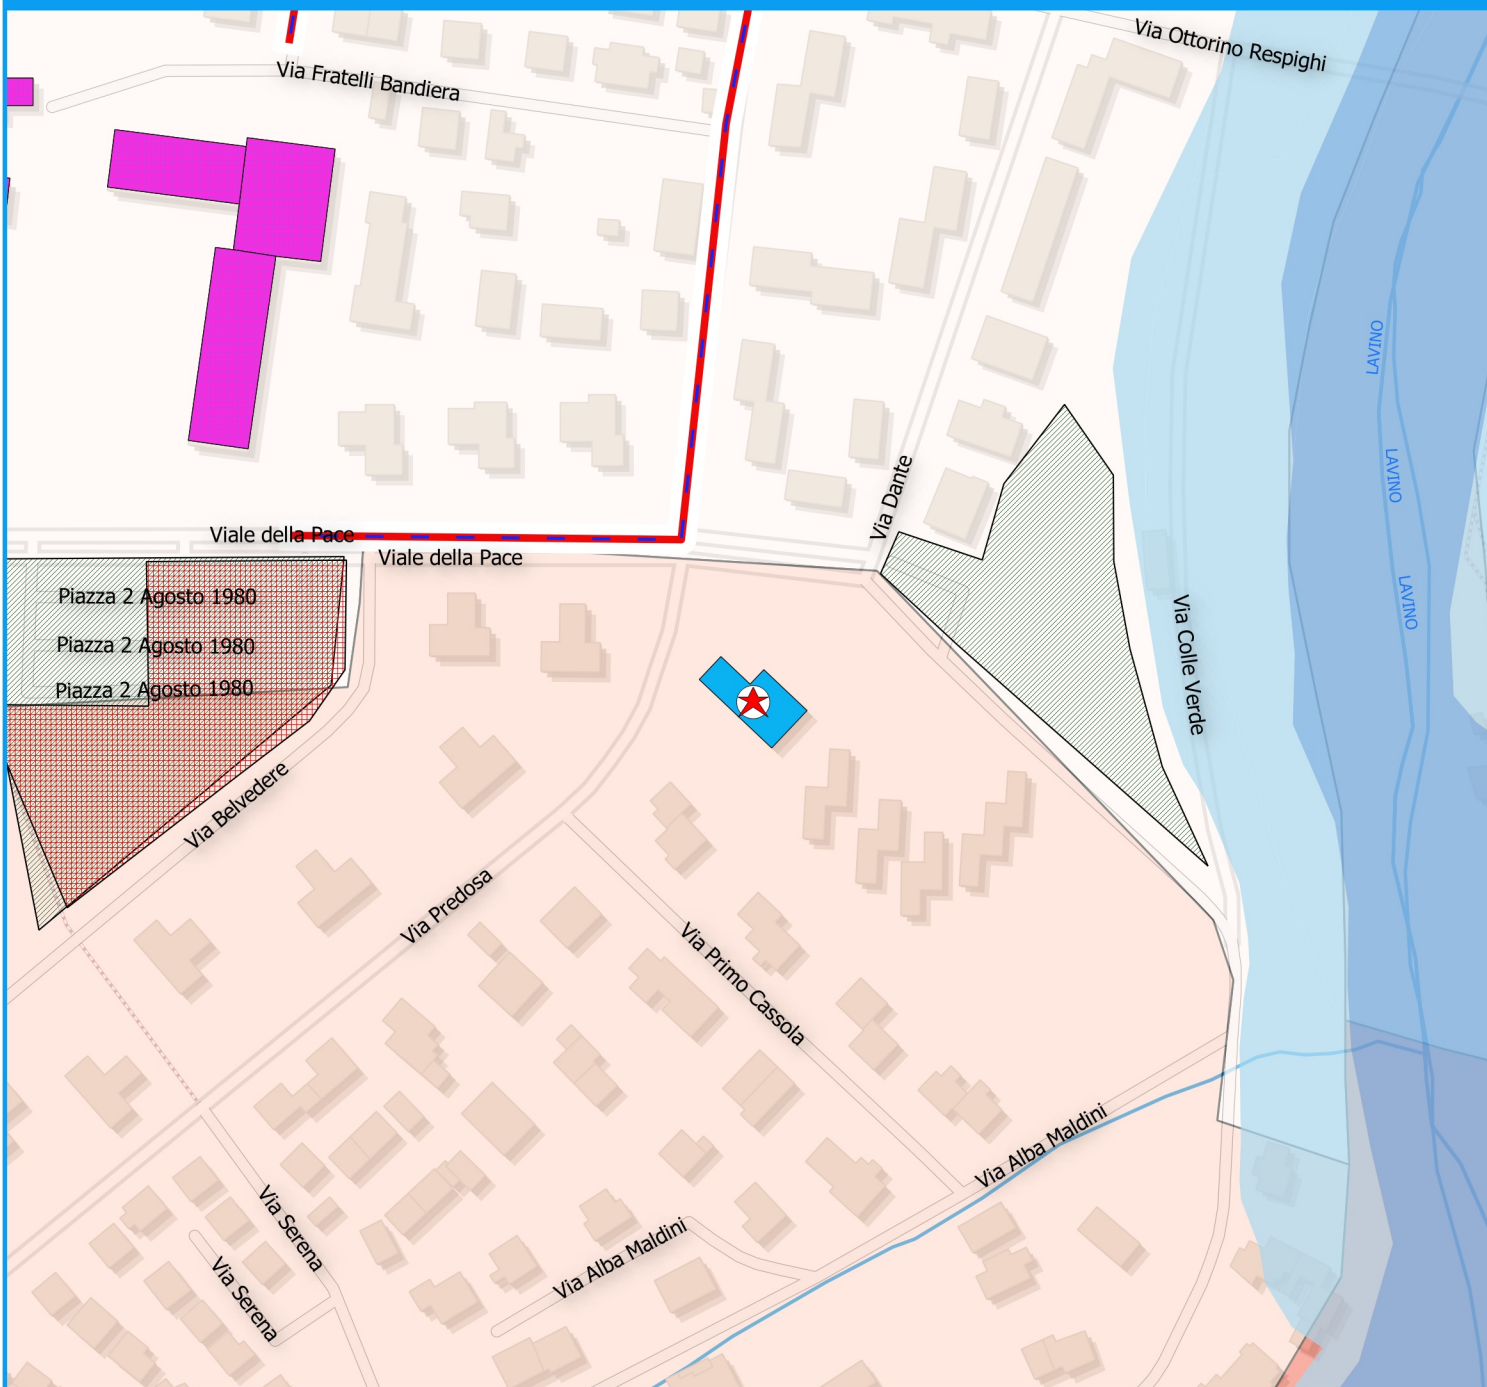 Via Ottorino Respighi
Via Fratelli Bandiera
LAVINO
LAVINO
Via Dante
Viale della Pace
Viale della Pace
Piazza 2 Agosto 1980
Piazza 2 Agosto 1980
Piazza 2 Agosto 1980
LAVINO
Via Colle Verde
Via Belvedere
Via Predosa
Via Primo Cassola
Via Alba Maldini
Via Serena
Via Alba Maldini
Via Serena